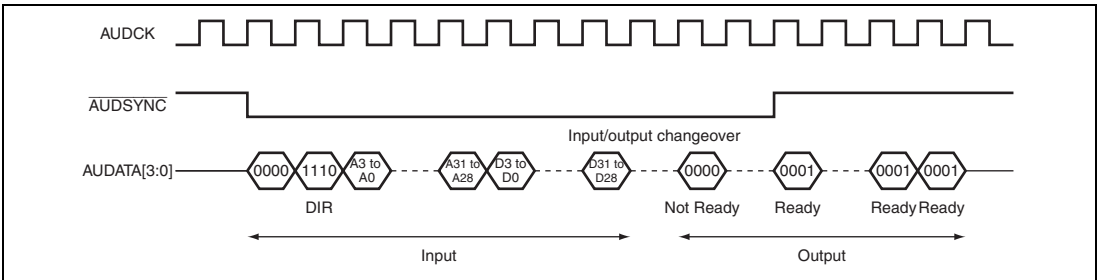 AUDCK
AUDSYNC
Input/output changeover
AUDATA[3:0]
0000
1110
A3 to
A0
A31 to
A28
D3 to
D0
D31 to
D28
0000
0001
0001
0001
DIR
Not Ready
Ready
Ready
Ready
Input
Output